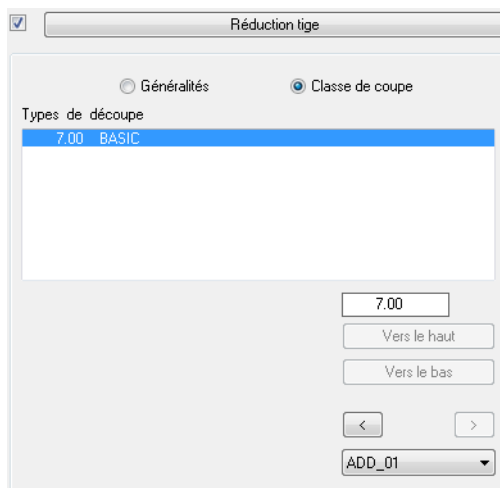 Réduction tige
Généralités Classe de coupe
Types de découpe
7.00 BASIC
7.00
Vers le haut
Vers le bas
< >
ADD_01